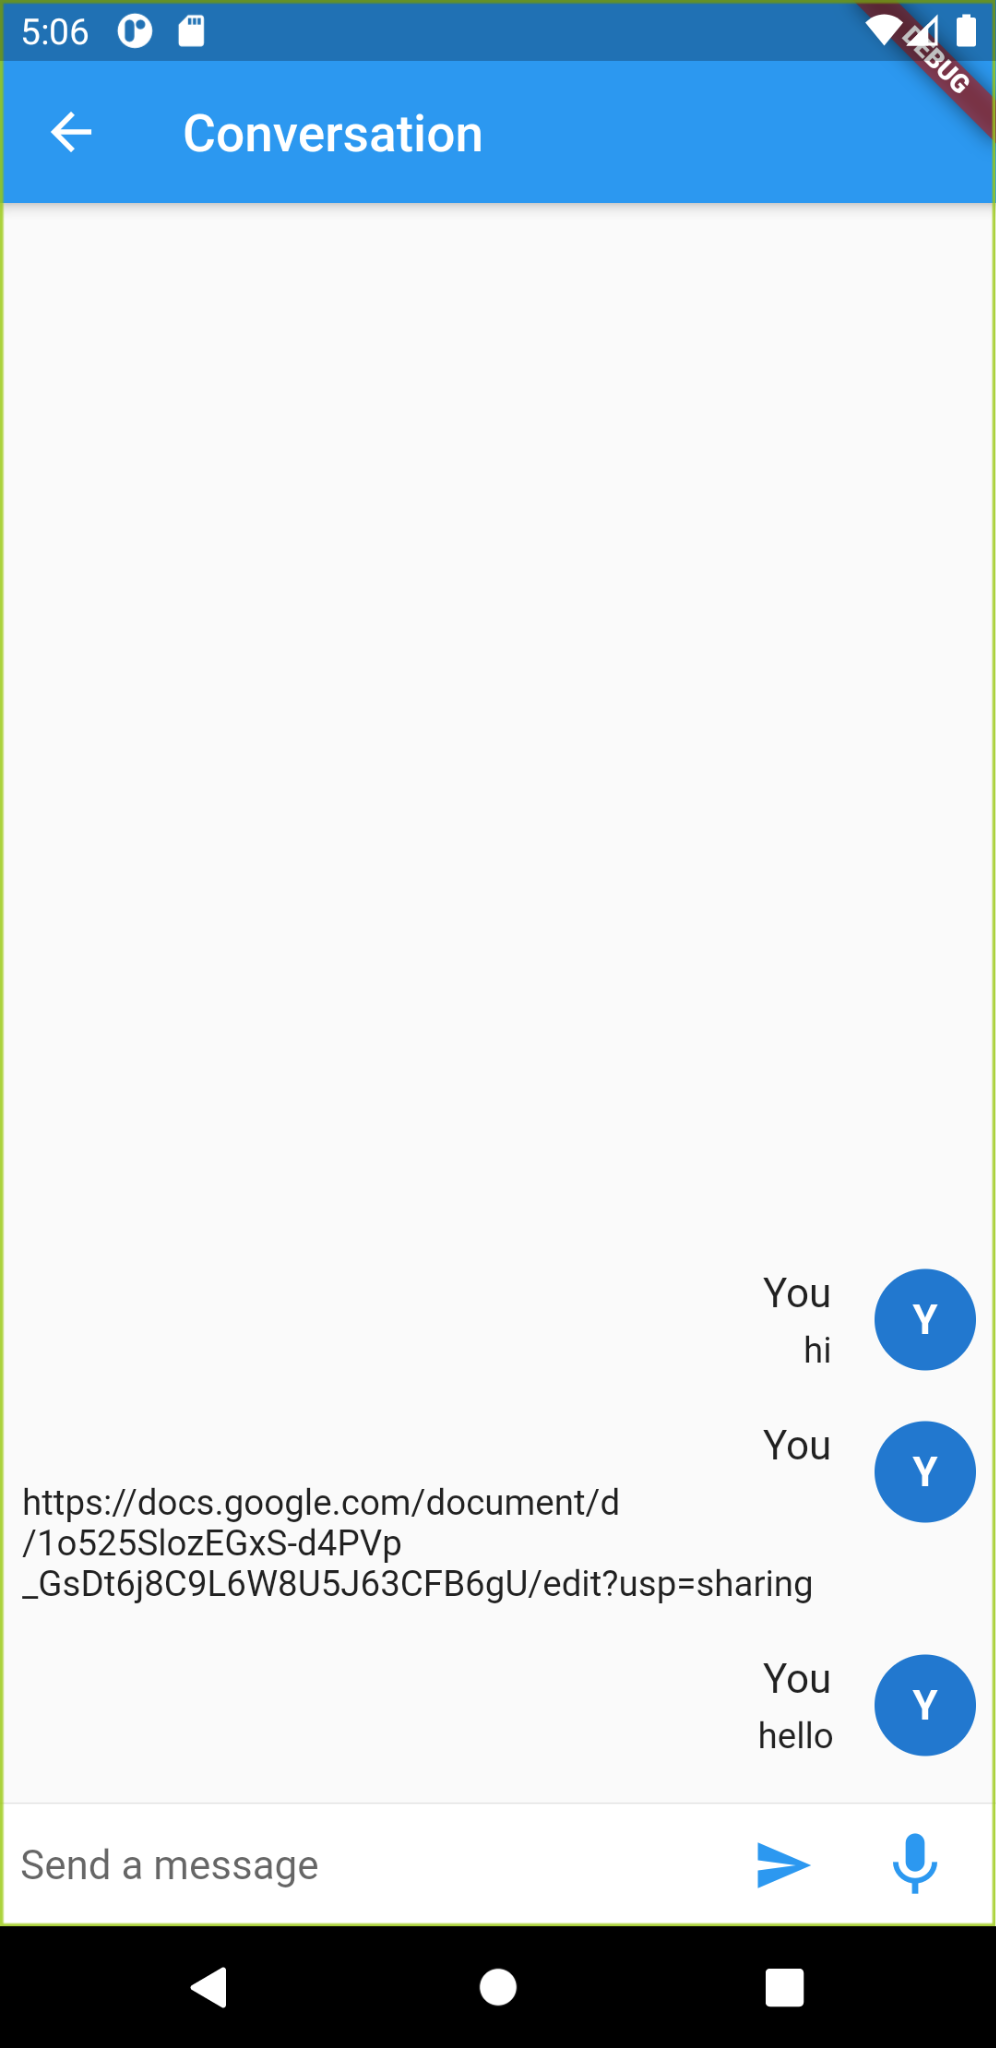 5:06
DEBUG
Conversation
You
Y
hi
You
Y
https://docs.google.com/document/d
/1o525SlozEGxS-d4PVp
_GsDt6j8C9L6W8U5J63CFB6gU/edit?usp=sharing
You
Y
hello
Send a message